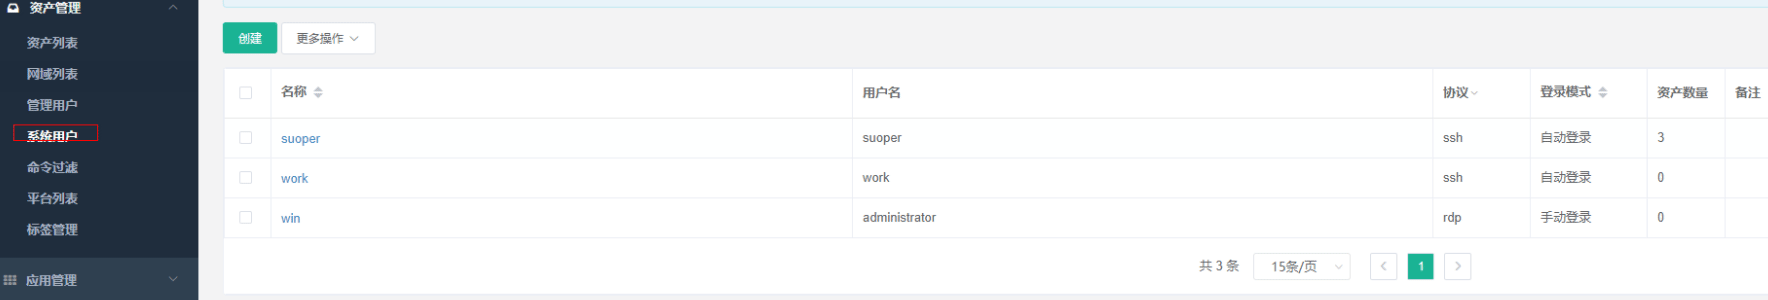 资产管理
资产列表
网域列表
管理用户
系统用户
命令过滤
平台列表
标签管理
应用管理
创建 更多操作
名称 用户名 协议 登录模式 资产数量 备注
suoper suoper ssh 自动登录 3
work work ssh 自动登录 0
win administrator rdp 手动登录 0
共 3 条 15条/页 1